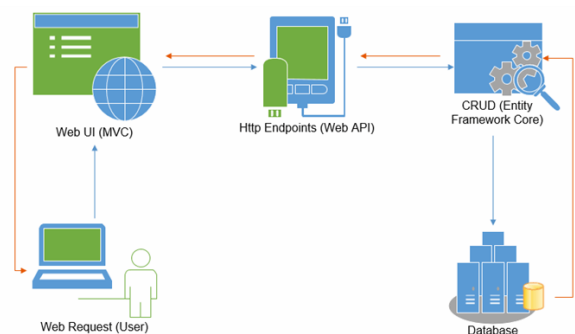 Web UI (MVC)
Http Endpoints (Web API)
CRUD (Entity
Framework Core)
Web Request (User)
Database